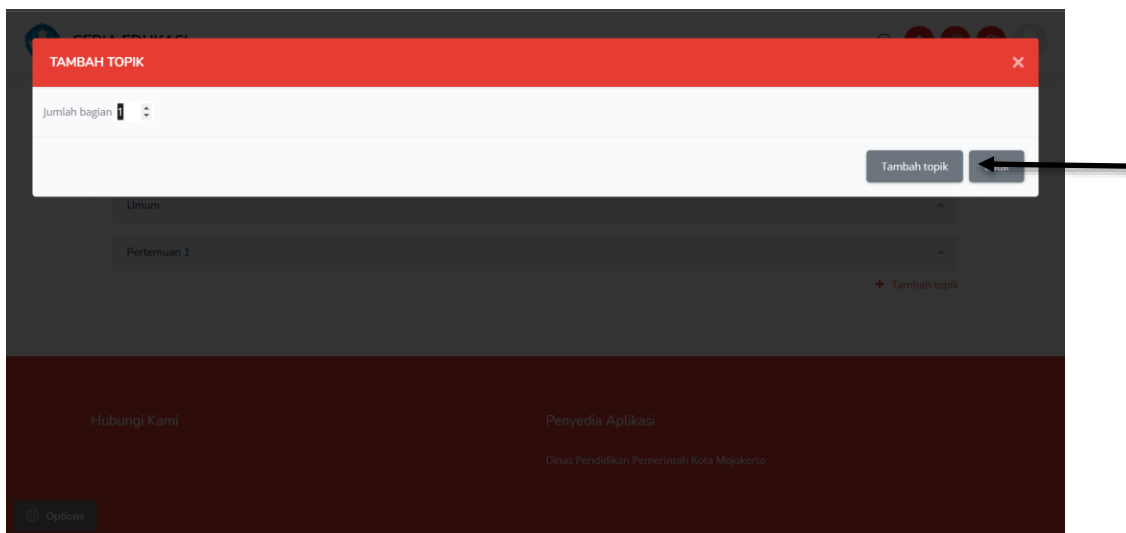 TAMBAH TOPIK
Jumlah bagian 1
Tambah topik
Umum
Pertemuan 1
+ Tambah topik
Hubungi Kami
Penyedia Aplikasi
Dinas Pendidikan Pemerintah Kota Mojokerto
Options